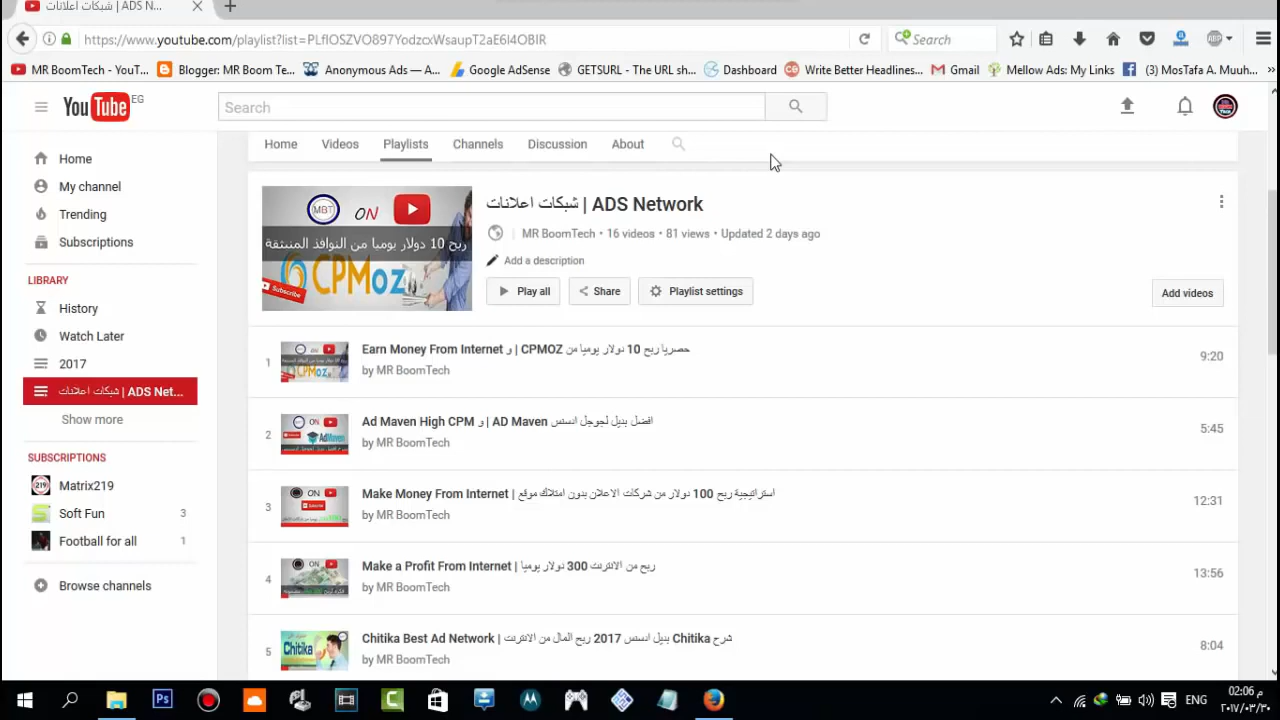 شبكات اعلانات | ADS N...
https://www.youtube.com/playlist?list=PLfIOSZVO897YodzcxWsaupT2aE6I4OBIR
Search
MR BoomTech - YouT...
Blogger: MR Boom Te...
Anonymous Ads — A...
Google AdSense
GETSURL - The URL sh...
Dashboard
Write Better Headlines...
Gmail
Mellow Ads: My Links
(3) MosTafa A. Muuh...
YouTube EG
Search
Home
Videos
Playlists
Channels
Discussion
About
Home
My channel
Trending
Subscriptions
LIBRARY
History
Watch Later
2017
شبكات اعلانات | ADS Net...
Show more
SUBSCRIPTIONS
Matrix219
Soft Fun 3
Football for all 1
Browse channels
MBT ON
ربح 10 دولار يوميا من النوافذ المنبثقة
CPMOZ
Subscribe
شبكات اعلانات | ADS Network
MR BoomTech • 16 videos • 81 views • Updated 2 days ago
Add a description
Play all
Share
Playlist settings
Add videos
1
Earn Money From Internet و | CPMOZ حصريا ربح 10 دولار يوميا من
by MR BoomTech
9:20
2
Ad Maven High CPM و | AD Maven افضل بديل لجوجل ادسنس
by MR BoomTech
5:45
3
Make Money From Internet | استراتيجية ربح 100 دولار من شركات الاعلان بدون امتلاك موقع
by MR BoomTech
12:31
4
Make a Profit From Internet | ربح من الانترنت 300 دولار يوميا
by MR BoomTech
13:56
5
Chitika
Chitika Best Ad Network | شرح Chitika بديل ادسنس 2017 ربح المال من الانترنت
by MR BoomTech
8:04
ENG
02:06 م
٢٠١٧/٠٣/٣٠